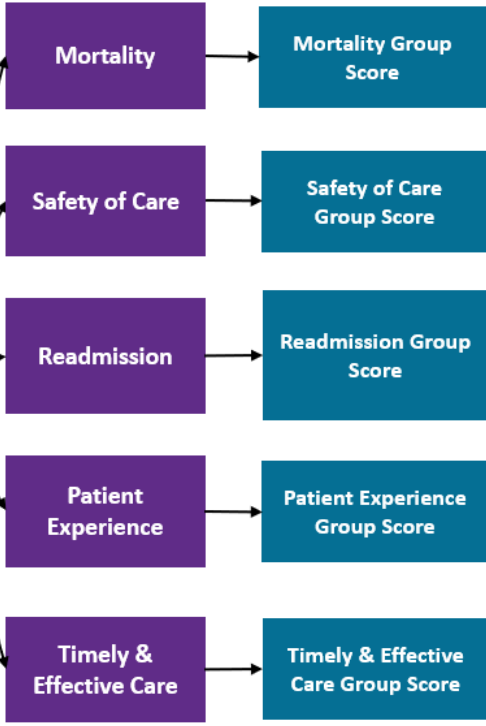 Mortality
Mortality Group
Score
Safety of Care
Safety of Care
Group Score
Readmission
Readmission Group
Score
Patient
Experience
Patient Experience
Group Score
Timely &
Effective Care
Timely & Effective
Care Group Score